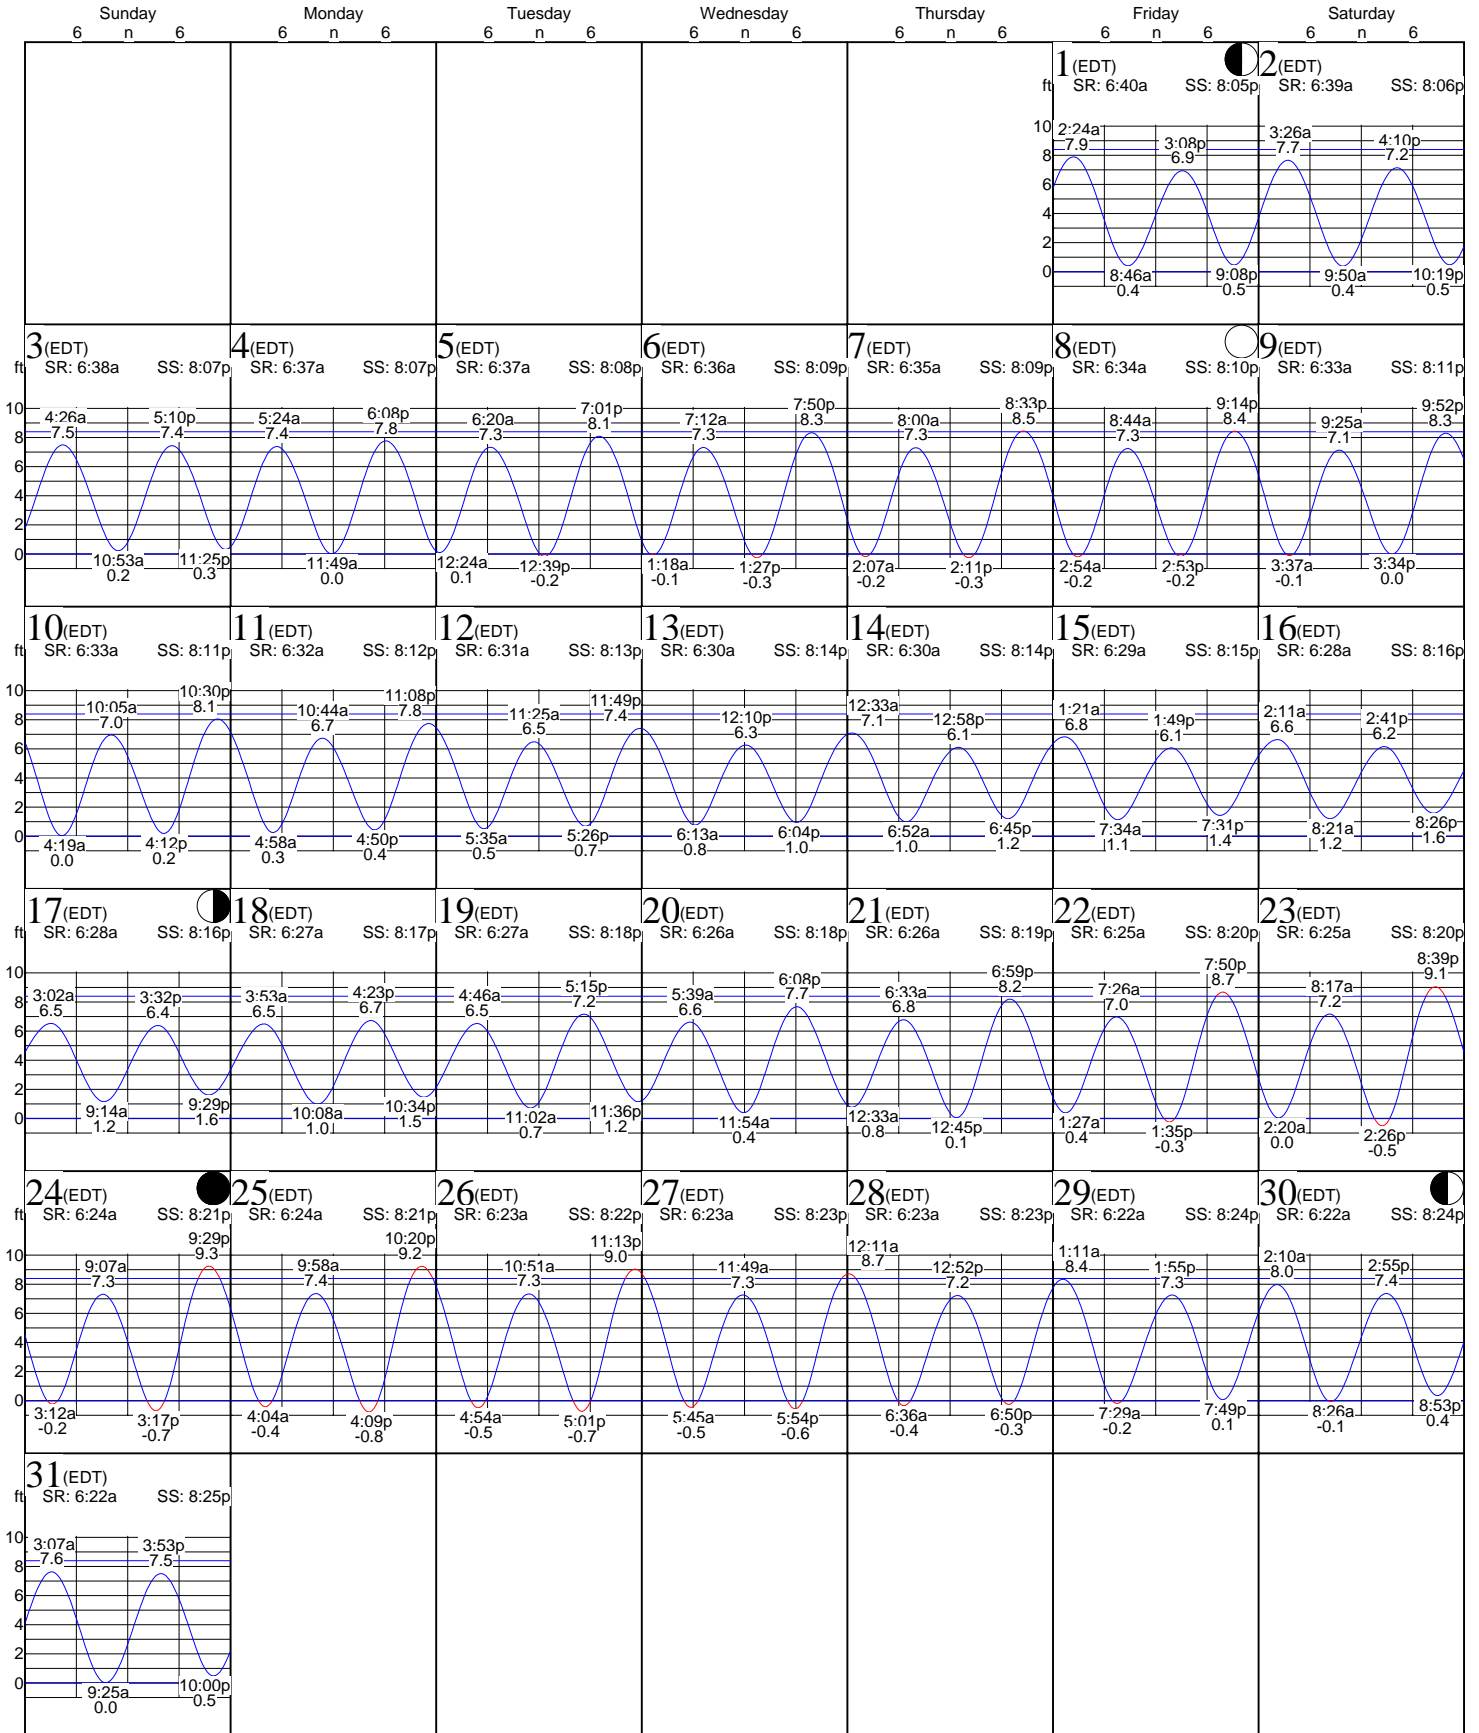 Sunday Monday Tuesday Wednesday Thursday Friday Saturday
6 n 6 6 n 6 6 n 6 6 n 6 6 n 6 6 n 6 6 n 6
1(EDT) 2(EDT)
ft SR: 6:40a SS: 8:05p SR: 6:39a SS: 8:06p
10 2:24a 3:08p 3:26a 4:10p
8 7.9 6.9 7.7 7.2
6
4
2
0 8:46a 9:08p 9:50a 10:19p
0.4 0.5 0.4 0.5
3(EDT) 4(EDT) 5(EDT) 6(EDT) 7(EDT) 8(EDT) 9(EDT)
ft SR: 6:38a SS: 8:07p SR: 6:37a SS: 8:07p SR: 6:37a SS: 8:08p SR: 6:36a SS: 8:09p SR: 6:35a SS: 8:09p SR: 6:34a SS: 8:10p SR: 6:33a SS: 8:11p
10 4:26a 5:10p 5:24a 6:08p 6:20a 7:01p 7:12a 7:50p 8:00a 8:33p 8:44a 9:14p 9:25a 9:52p
8 7.5 7.4 7.4 7.8 7.3 8.1 7.3 8.3 7.3 8.5 7.3 8.4 7.1 8.3
6
4
2
0 10:53a 11:25p 11:49a 12:24a 12:39p 1:18a 1:27p 2:07a 2:11p 2:54a 2:53p 3:37a 3:34p
0.2 0.3 0.0 0.1 -0.2 -0.1 -0.3 -0.2 -0.3 -0.2 -0.2 -0.1 0.0
10(EDT) 11(EDT) 12(EDT) 13(EDT) 14(EDT) 15(EDT) 16(EDT)
ft SR: 6:33a SS: 8:11p SR: 6:32a SS: 8:12p SR: 6:31a SS: 8:13p SR: 6:30a SS: 8:14p SR: 6:30a SS: 8:14p SR: 6:29a SS: 8:15p SR: 6:28a SS: 8:16p
10 10:05a 10:30p 10:44a 11:08p 11:25a 11:49p 12:10p 12:33a 12:58p 1:21a 1:49p 2:11a 2:41p
8 7.0 8.1 6.7 7.8 6.5 7.4 6.3 7.1 6.1 6.8 6.1 6.6 6.2
6
4
2
0 4:19a 4:12p 4:58a 4:50p 5:35a 5:26p 6:13a 6:04p 6:52a 6:45p 7:34a 7:31p 8:21a 8:26p
0.0 0.2 0.3 0.4 0.5 0.7 0.8 1.0 1.0 1.2 1.1 1.4 1.2 1.6
17(EDT) 18(EDT) 19(EDT) 20(EDT) 21(EDT) 22(EDT) 23(EDT)
ft SR: 6:28a SS: 8:16p SR: 6:27a SS: 8:17p SR: 6:27a SS: 8:18p SR: 6:26a SS: 8:18p SR: 6:26a SS: 8:19p SR: 6:25a SS: 8:20p SR: 6:25a SS: 8:20p
10 3:02a 3:32p 3:53a 4:23p 4:46a 5:15p 5:39a 6:08p 6:33a 6:59p 7:26a 7:50p 8:17a 8:39p
8 6.5 6.4 6.5 6.7 6.5 7.2 6.6 7.7 6.8 8.2 7.0 8.7 7.2 9.1
6
4
2
0 9:14a 9:29p 10:08a 10:34p 11:02a 11:36p 11:54a 12:33a 12:45p 1:27a 1:35p 2:20a 2:26p
1.2 1.6 1.0 1.5 0.7 1.2 0.4 0.8 0.1 0.4 -0.3 0.0 -0.5
24(EDT) 25(EDT) 26(EDT) 27(EDT) 28(EDT) 29(EDT) 30(EDT)
ft SR: 6:24a SS: 8:21p SR: 6:24a SS: 8:21p SR: 6:23a SS: 8:22p SR: 6:23a SS: 8:23p SR: 6:23a SS: 8:23p SR: 6:22a SS: 8:24p SR: 6:22a SS: 8:24p
10 9:07a 9:29p 9:58a 10:20p 10:51a 11:13p 11:49a 12:11a 12:52p 1:11a 1:55p 2:10a 2:55p
8 7.3 9.3 7.4 9.2 7.3 9.0 7.3 8.7 7.2 8.4 7.3 8.0 7.4
6
4
2
0 3:12a 3:17p 4:04a 4:09p 4:54a 5:01p 5:45a 5:54p 6:36a 6:50p 7:29a 7:49p 8:26a 8:53p
-0.2 -0.7 -0.4 -0.8 -0.5 -0.7 -0.5 -0.6 -0.4 -0.3 -0.2 0.1 -0.1 0.4
31(EDT)
ft SR: 6:22a SS: 8:25p
10 3:07a 3:53p
8 7.6 7.5
6
4
2
0 9:25a 10:00p
0.0 0.5